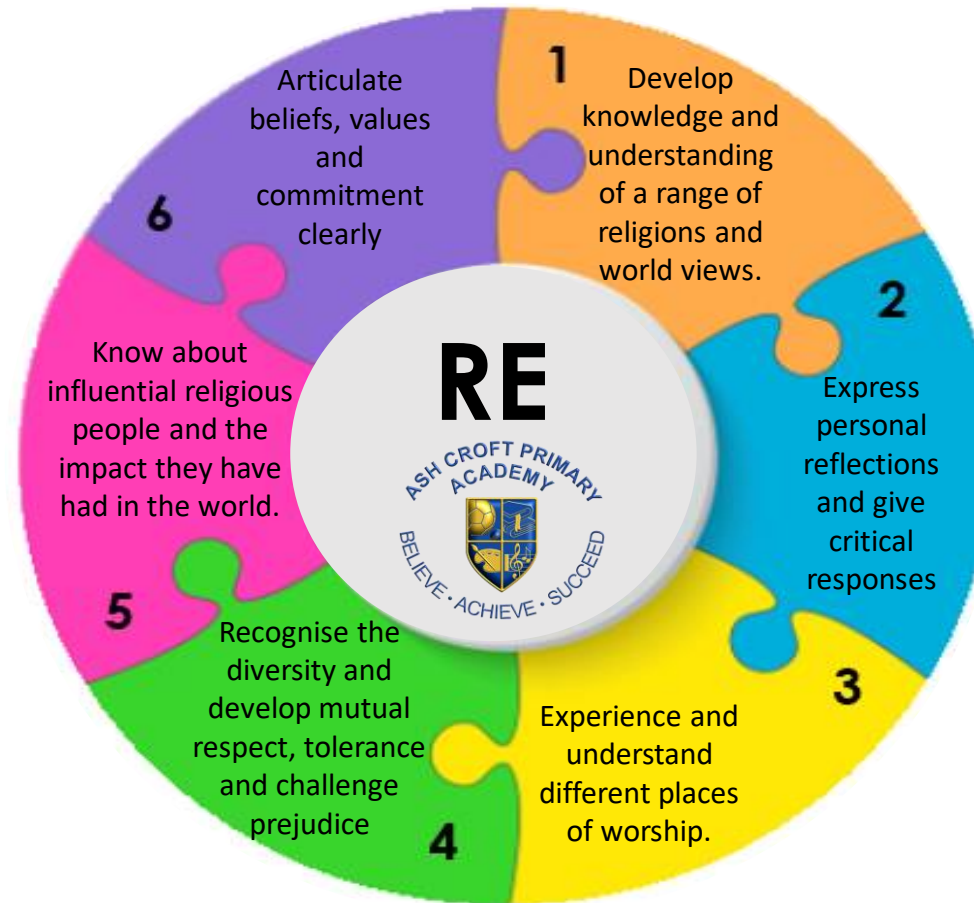 RE
ASH CROFT PRIMARY
ACADEMY
BELIEVE • ACHIEVE • SUCCEED
1
Develop
knowledge and
understanding
of a range of
religions and
world views.
2
Express
personal
reflections
and give
critical
responses
3
Experience and
understand
different places
of worship.
4
Recognise the
diversity and
develop mutual
respect, tolerance
and challenge
prejudice
5
Know about
influential religious
people and the
impact they have
had in the world.
6
Articulate
beliefs, values
and
commitment
clearly